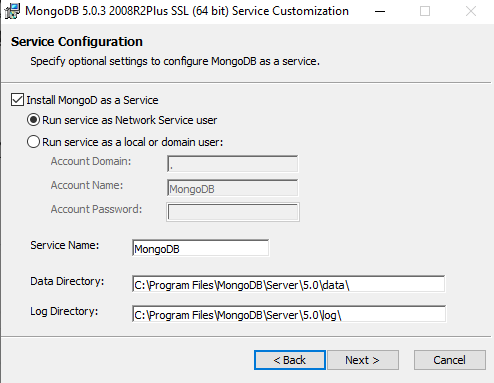 MongoDB 5.0.3 2008R2Plus SSL (64 bit) Service Customization
Service Configuration
Specify optional settings to configure MongoDB as a service.
Install MongoD as a Service
Run service as Network Service user
Run service as a local or domain user:
Account Domain: .
Account Name: MongoDB
Account Password:
Service Name: MongoDB
Data Directory: C:\Program Files\MongoDB\Server\5.0\data\
Log Directory: C:\Program Files\MongoDB\Server\5.0\log\
< Back Next > Cancel